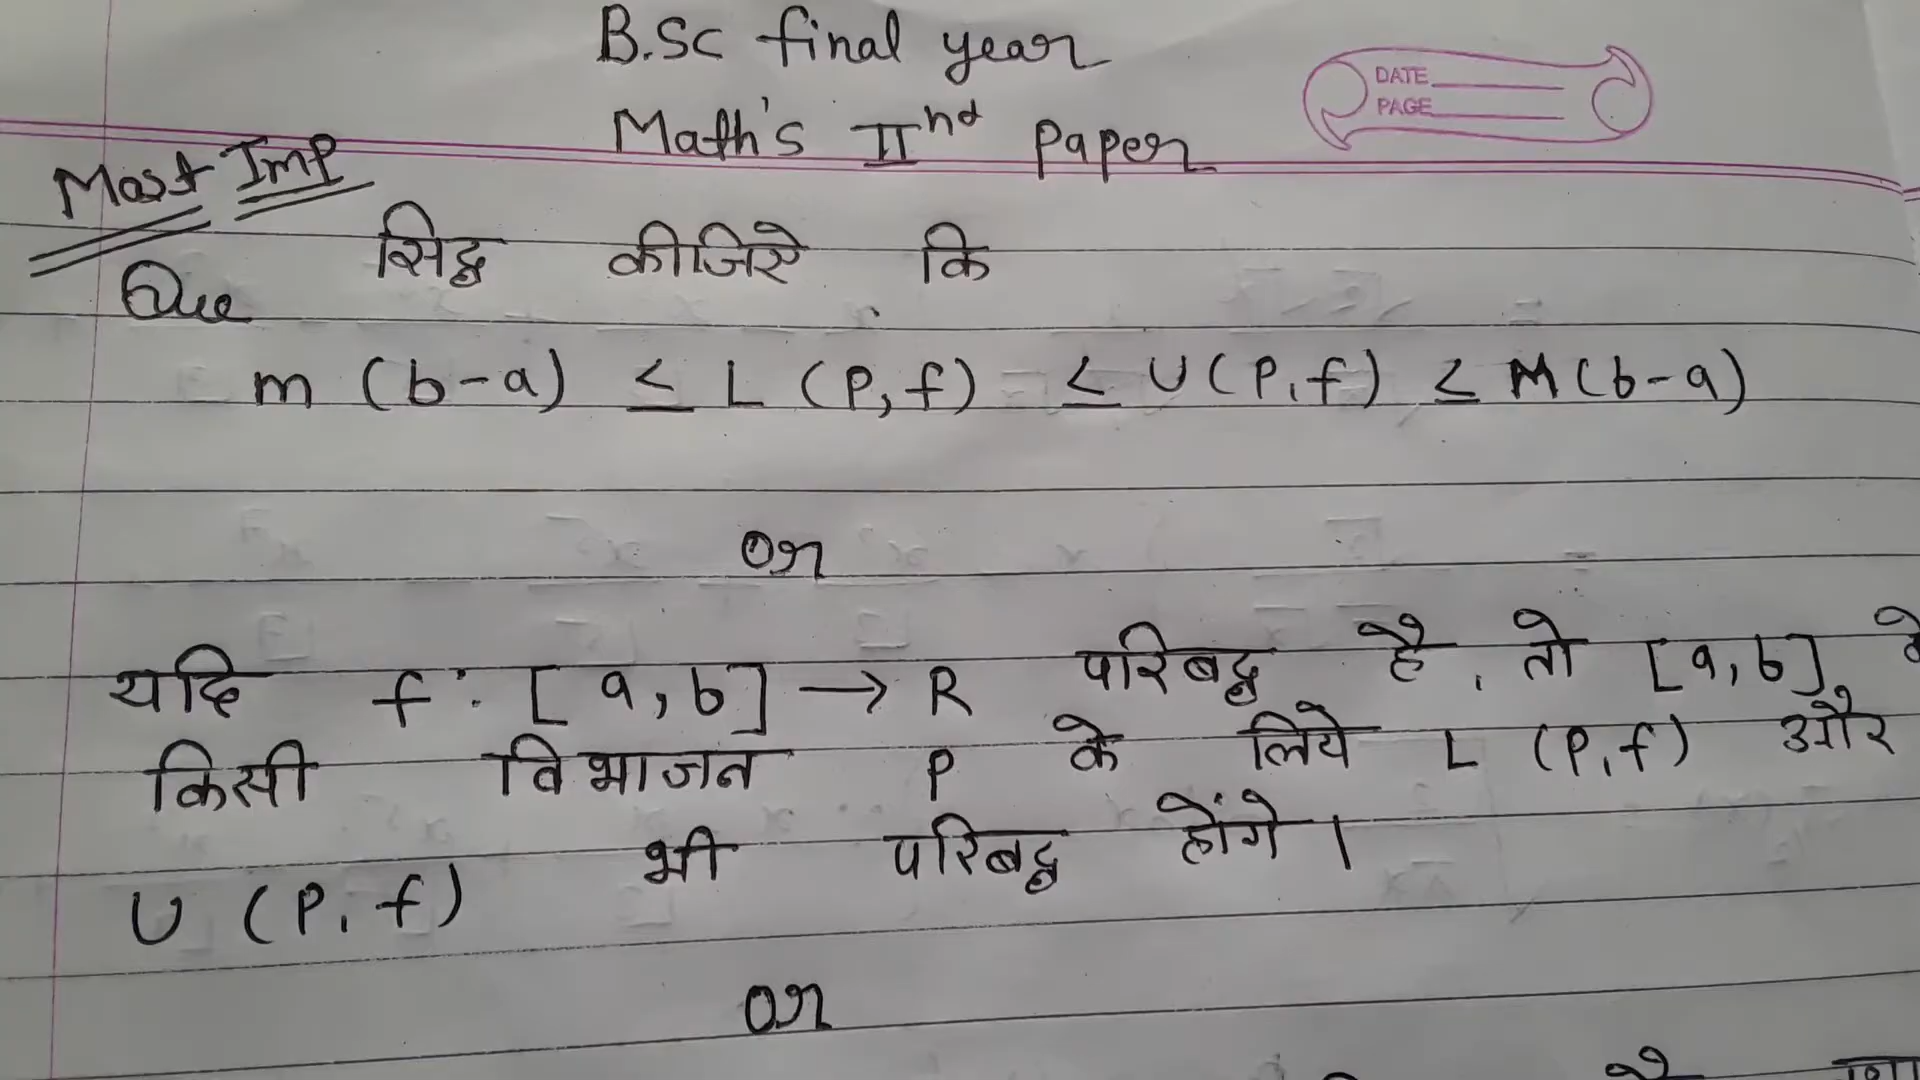 B.SC final year
Math's IInd Paper
DATE
PAGE
Most Imp
सिद्ध कीजिऐ कि
Que
m (b-a) ≤ L (P,f) ≤ U(P,f) ≤ M(b-a)
or
यदि f: [a,b] → R परिबद्ध है, तो [a,b]
किसी विभाजन P के लिये L (P,f) और
U (P,f) भी परिबद्ध होंगे।
or